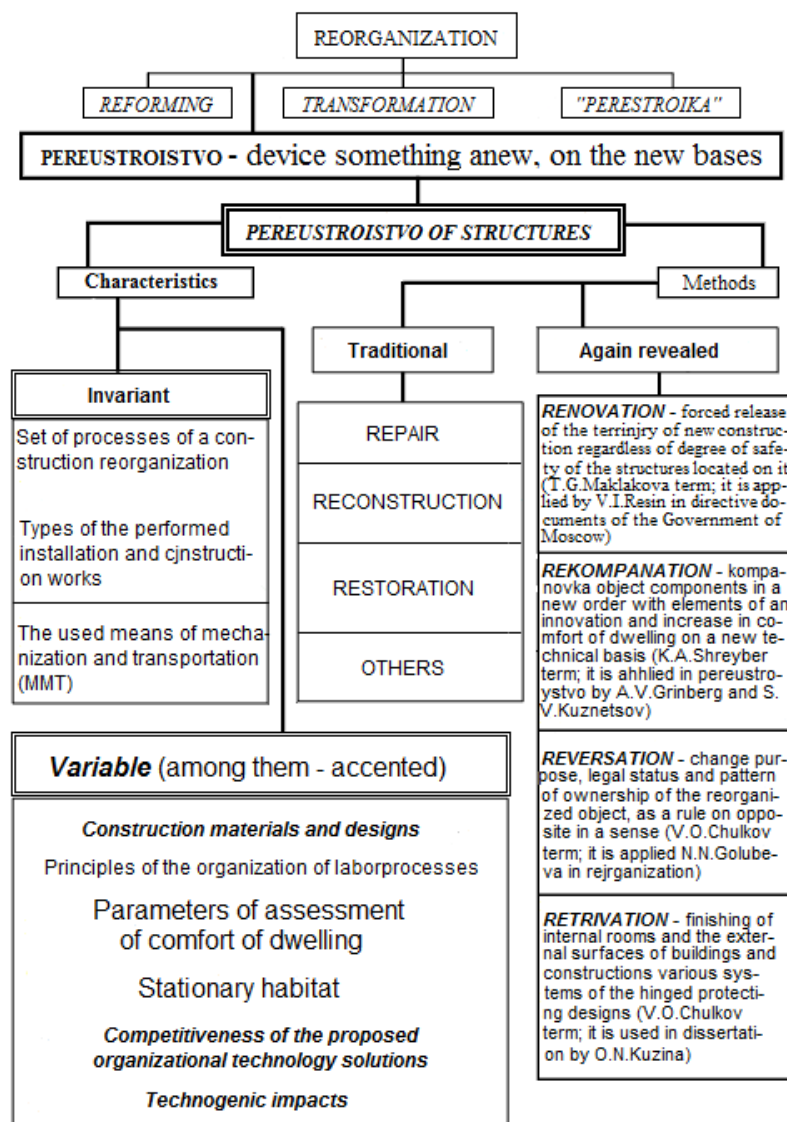 REORGANIZATION
REFORMING
TRANSFORMATION
"PERESTROIKA"
PEREUSTROISTVO - device something anew, on the new bases
PEREUSTROISTVO OF STRUCTURES
Characteristics
Methods
Traditional
Again revealed
Invariant
Set of processes of a con-
struction reorganization
Types of the performed
installation and cjnstructi-
on works
The used means of mecha-
nization and transportation
(MMT)
REPAIR
RECONSTRUCTION
RESTORATION
OTHERS
RENOVATION - forced release
of the terrinjry of new construc-
tion regardless of degree of safe-
ty of the structures located on it
(T.G.Maklakova term; it is app-
lied by V.I.Resin in directive do-
cuments of the Government of
Moscow)
REKOMPANATION - kompa-
novka object components in a
new order with elements of an
innovation and increase in co-
mfort of dwelling on a new te-
chnical basis (K.A.Shreyber
term; it is ahhlied in pereustro-
ystvo by A.V.Grinberg and S.
V.Kuznetsov)
REVERSATION - change pur-
pose, legal status and pattern
of ownership of the reorgani-
zed object, as a rule on oppo-
site in a sense (V.O.Chulkov
term; it is applied N.N.Golube-
va in rejrganization)
RETRIVATION - finishing of
internal rooms and the exter-
nal surfaces of buildings and
constructions various sys-
tems of the hinged protecti-
ng designs (V.O.Chulkov
term; it is used in dissertati-
on by O.N.Kuzina)
Variable (among them - accented)
Construction materials and designs
Principles of the organization of laborprocesses
Parameters of assessment
of comfort of dwelling
Stationary habitat
Competitiveness of the proposed
organizational technology solutions
Technogenic impacts